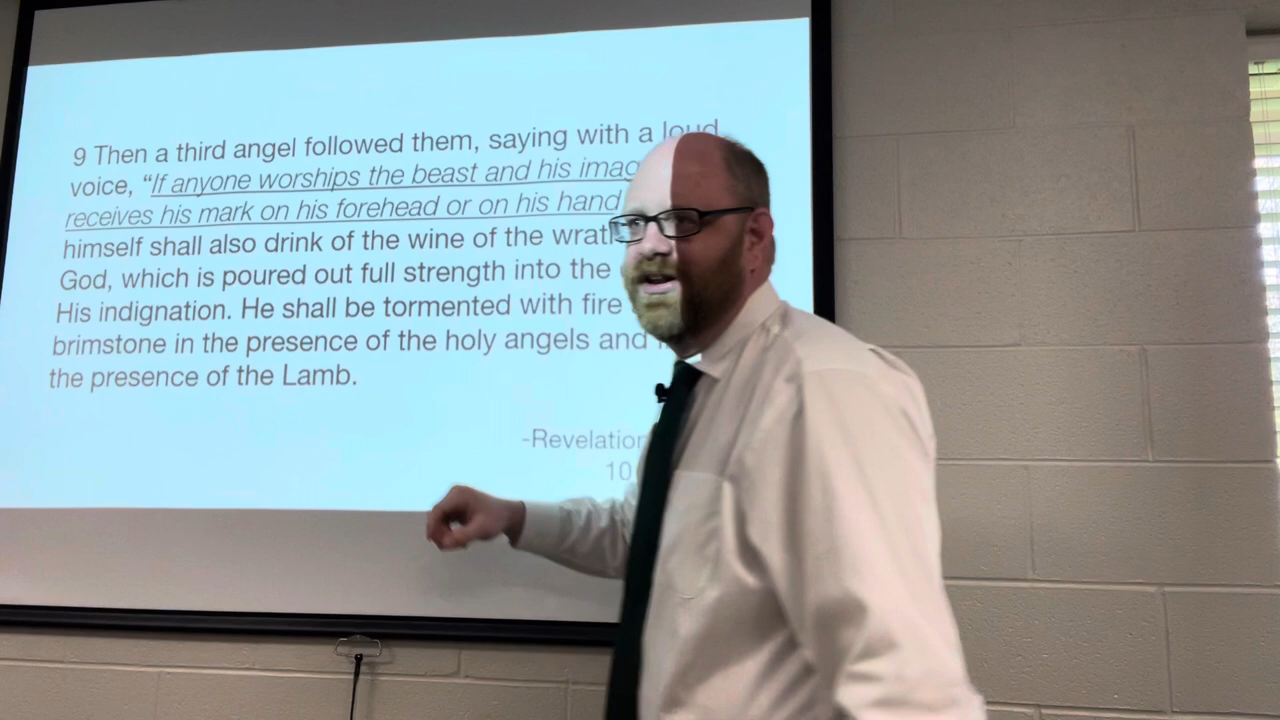 9 Then a third angel followed them, saying with a loud
voice, “If anyone worships the beast and his
receives his mark on his forehead or on his hand
himself shall also drink of the wine of the
God, which is poured out full strength into the
His indignation. He shall be tormented with fire
brimstone in the presence of the holy angels and
the presence of the Lamb.
-Revelation
10